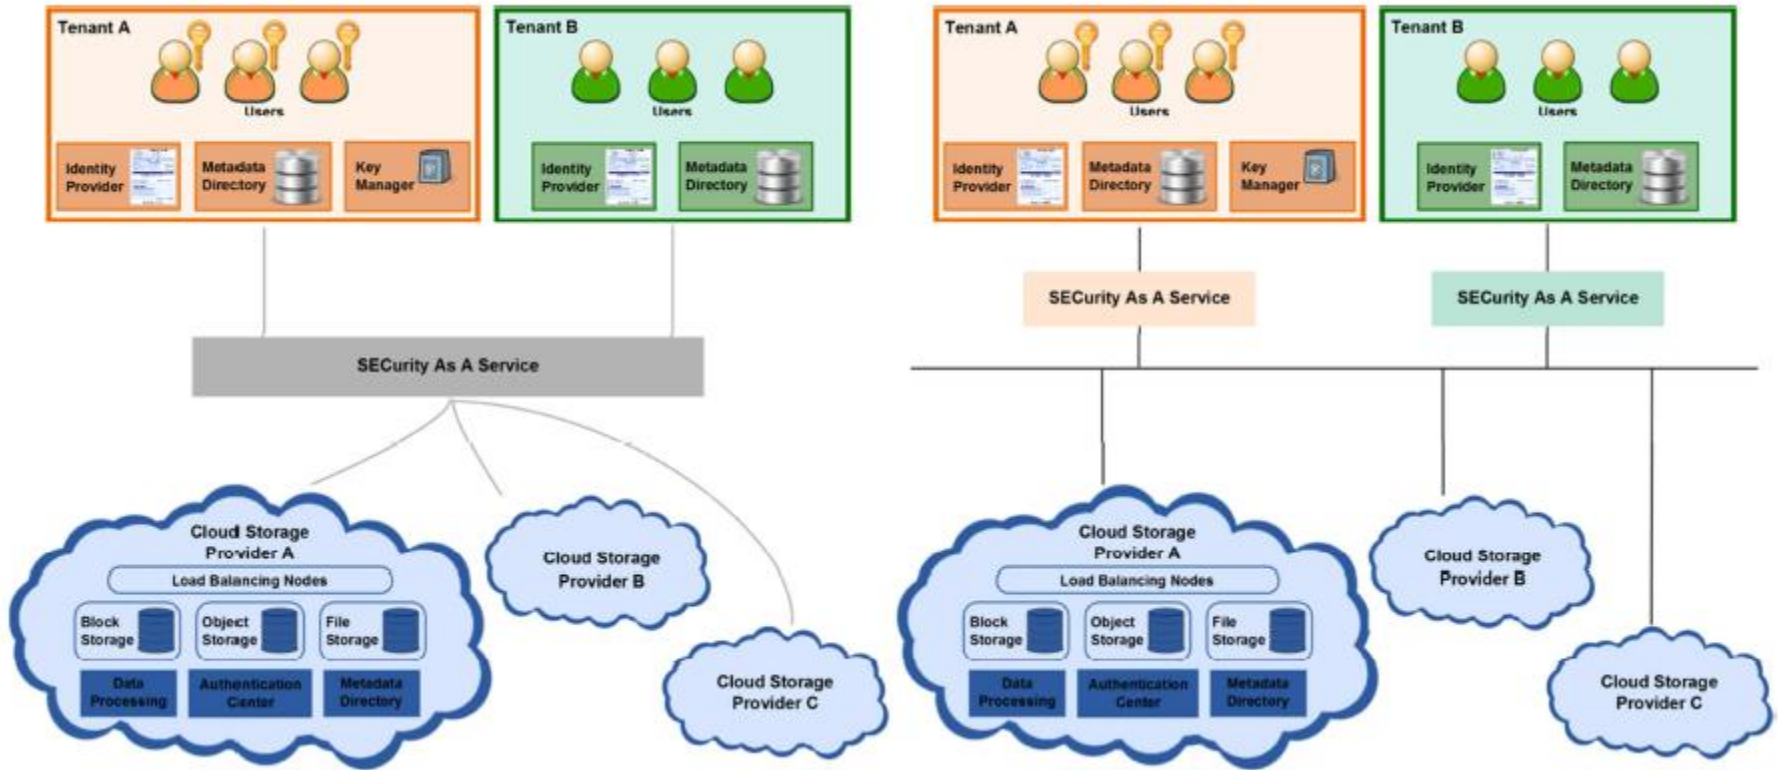 Tenant A
Users
Identity
Provider
Metadata
Directory
Key
Manager
Tenant B
Users
Identity
Provider
Metadata
Directory
SECurity As A Service
Cloud Storage
Provider A
Load Balancing Nodes
Block
Storage
Object
Storage
File
Storage
Data
Processing
Authentication
Center
Metadata
Directory
Cloud Storage
Provider B
Cloud Storage
Provider C
Tenant A
Users
Identity
Provider
Metadata
Directory
Key
Manager
Tenant B
Users
Identity
Provider
Metadata
Directory
SECurity As A Service
SECurity As A Service
Cloud Storage
Provider A
Load Balancing Nodes
Block
Storage
Object
Storage
File
Storage
Data
Processing
Authentication
Center
Metadata
Directory
Cloud Storage
Provider B
Cloud Storage
Provider C